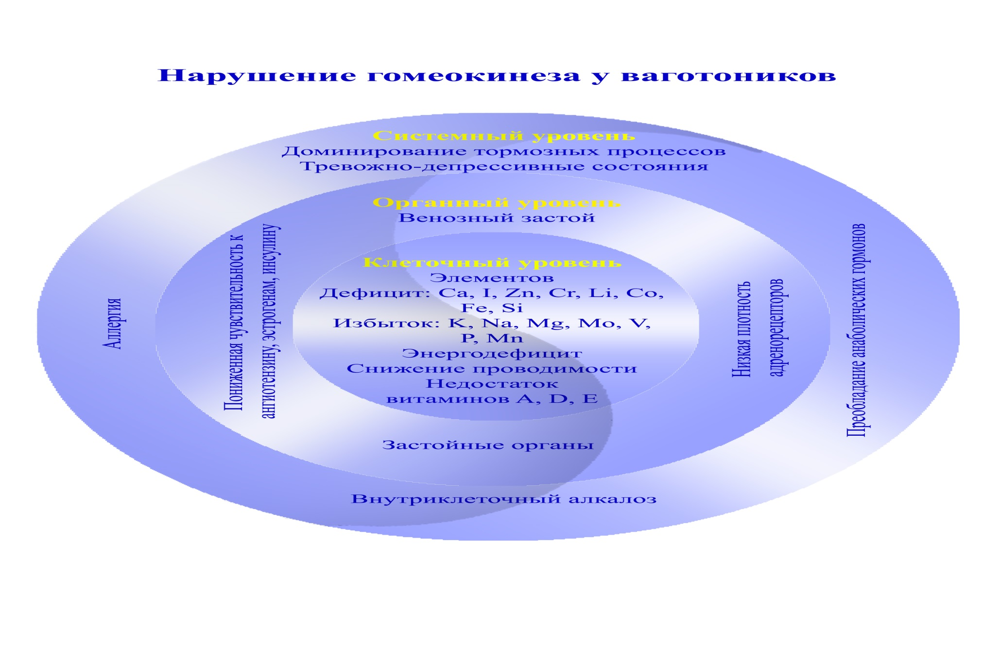 Нарушение гомеокинеза у ваготоников
Системный уровень
Доминирование тормозных процессов
Тревожно-депрессивные состояния
Органный уровень
Венозный застой
Клеточный уровень
Элементов
Дефицит: Ca, I, Zn, Cr, Li, Co,
Fe, Si
Избыток: K, Na, Mg, Mo, V,
P, Mn
Энергодефицит
Снижение проводимости
Недостаток
витаминов A, D, E
Застойные органы
Внутриклеточный алкалоз
Аллергия
Пониженная чувствительность к
ангиотензину, эстрогенам, инсулину
Низкая плотность
адренорецепторов
Преобладание анаболических гормонов